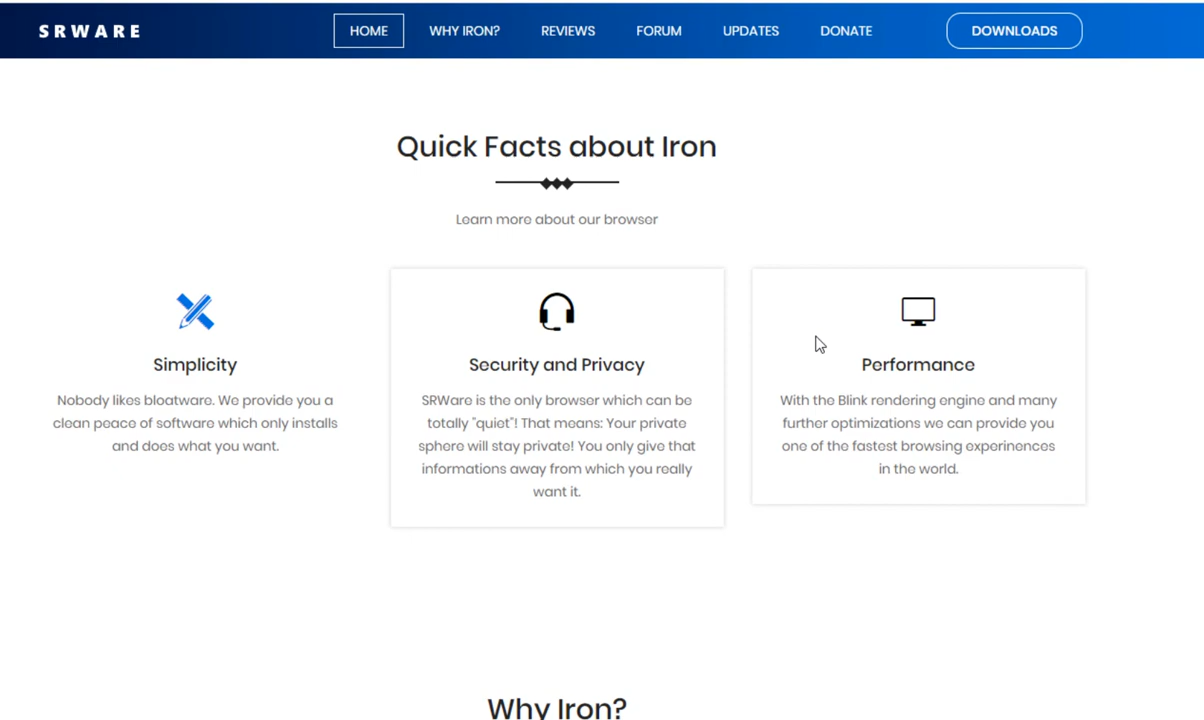 SRWARE
HOME
WHY IRON?
REVIEWS
FORUM
UPDATES
DONATE
DOWNLOADS
Quick Facts about Iron
Learn more about our browser
Simplicity
Nobody likes bloatware. We provide you a
clean peace of software which only installs
and does what you want.
Security and Privacy
SRWare is the only browser which can be
totally "quiet"! That means: Your private
sphere will stay private! You only give that
informations away from which you really
want it.
Performance
With the Blink rendering engine and many
further optimizations we can provide you
one of the fastest browsing experinences
in the world.
Why Iron?